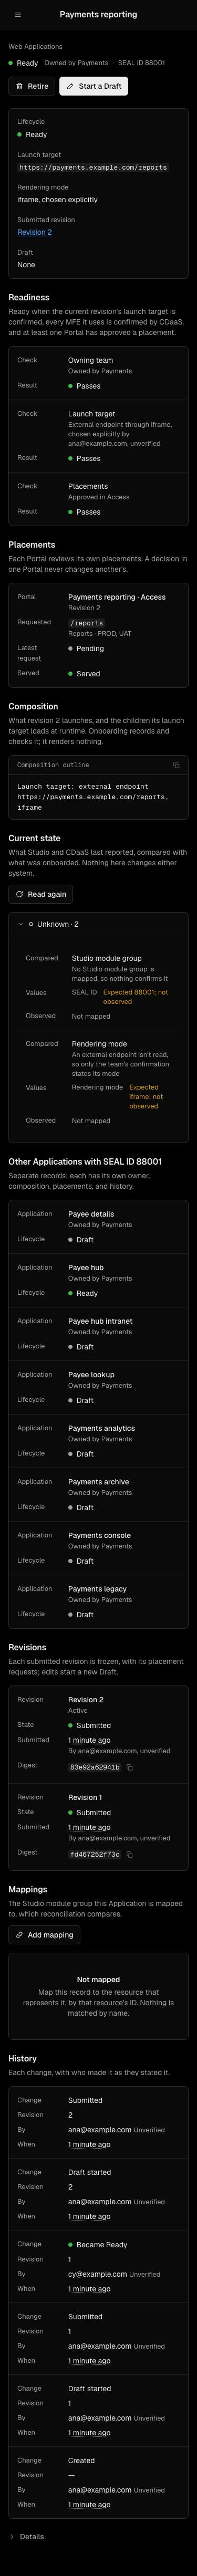 Payments reporting
Web Applications
Ready Owned by Payments · SEAL ID 88001
Retire
Start a Draft
Lifecycle
Ready
Launch target
https://payments.example.com/reports
Rendering mode
iframe, chosen explicitly
Submitted revision
Revision 2
Draft
None
Readiness
Ready when the current revision's launch target is
confirmed, every MFE it uses is confirmed by CDaaS,
and at least one Portal has approved a placement.
Check Owning team
Owned by Payments
Result Passes
Check Launch target
External endpoint through iframe,
chosen explicitly by
ana@example.com, unverified
Result Passes
Check Placements
Approved in Access
Result Passes
Placements
Each Portal reviews its own placements. A decision in
one Portal never changes another's.
Portal Payments reporting · Access
Revision 2
Requested /reports
Reports · PROD, UAT
Latest
request
Pending
Served Served
Composition
What revision 2 launches, and the children its launch
target loads at runtime. Onboarding records and
checks it; it renders nothing.
Composition outline
Launch target: external endpoint
https://payments.example.com/reports,
iframe
Current state
What Studio and CDaaS last reported, compared with
what was onboarded. Nothing here changes either
system.
Read again
Unknown · 2
Compared Studio module group
No Studio module group is
mapped, so nothing confirms it
Values SEAL ID Expected 88001; not
observed
Observed Not mapped
Compared Rendering mode
An external endpoint isn't read,
so only the team's confirmation
states its mode
Values Rendering mode Expected
iframe; not
observed
Observed Not mapped
Other Applications with SEAL ID 88001
Separate records: each has its own owner,
composition, placements, and history.
Application Payee details
Owned by Payments
Lifecycle Draft
Application Payee hub
Owned by Payments
Lifecycle Ready
Application Payee hub intranet
Owned by Payments
Lifecycle Draft
Application Payee lookup
Owned by Payments
Lifecycle Draft
Application Payments analytics
Owned by Payments
Lifecycle Draft
Application Payments archive
Owned by Payments
Lifecycle Draft
Application Payments console
Owned by Payments
Lifecycle Draft
Application Payments legacy
Owned by Payments
Lifecycle Draft
Revisions
Each submitted revision is frozen, with its placement
requests; edits start a new Draft.
Revision Revision 2
Active
State Submitted
Submitted 1 minute ago
By ana@example.com, unverified
Digest 83e92a62941b
Revision Revision 1
State Submitted
Submitted 1 minute ago
By ana@example.com, unverified
Digest fd467252f73c
Mappings
The Studio module group this Application is mapped
to, which reconciliation compares.
Add mapping
Not mapped
Map this record to the resource that
represents it, by that resource's ID. Nothing is
matched by name.
History
Each change, with who made it as they stated it.
Change Submitted
Revision 2
By ana@example.com Unverified
When 1 minute ago
Change Draft started
Revision 2
By ana@example.com Unverified
When 1 minute ago
Change Became Ready
Revision 1
By cy@example.com Unverified
When 1 minute ago
Change Submitted
Revision 1
By ana@example.com Unverified
When 1 minute ago
Change Draft started
Revision 1
By ana@example.com Unverified
When 1 minute ago
Change Created
Revision —
By ana@example.com Unverified
When 1 minute ago
Details